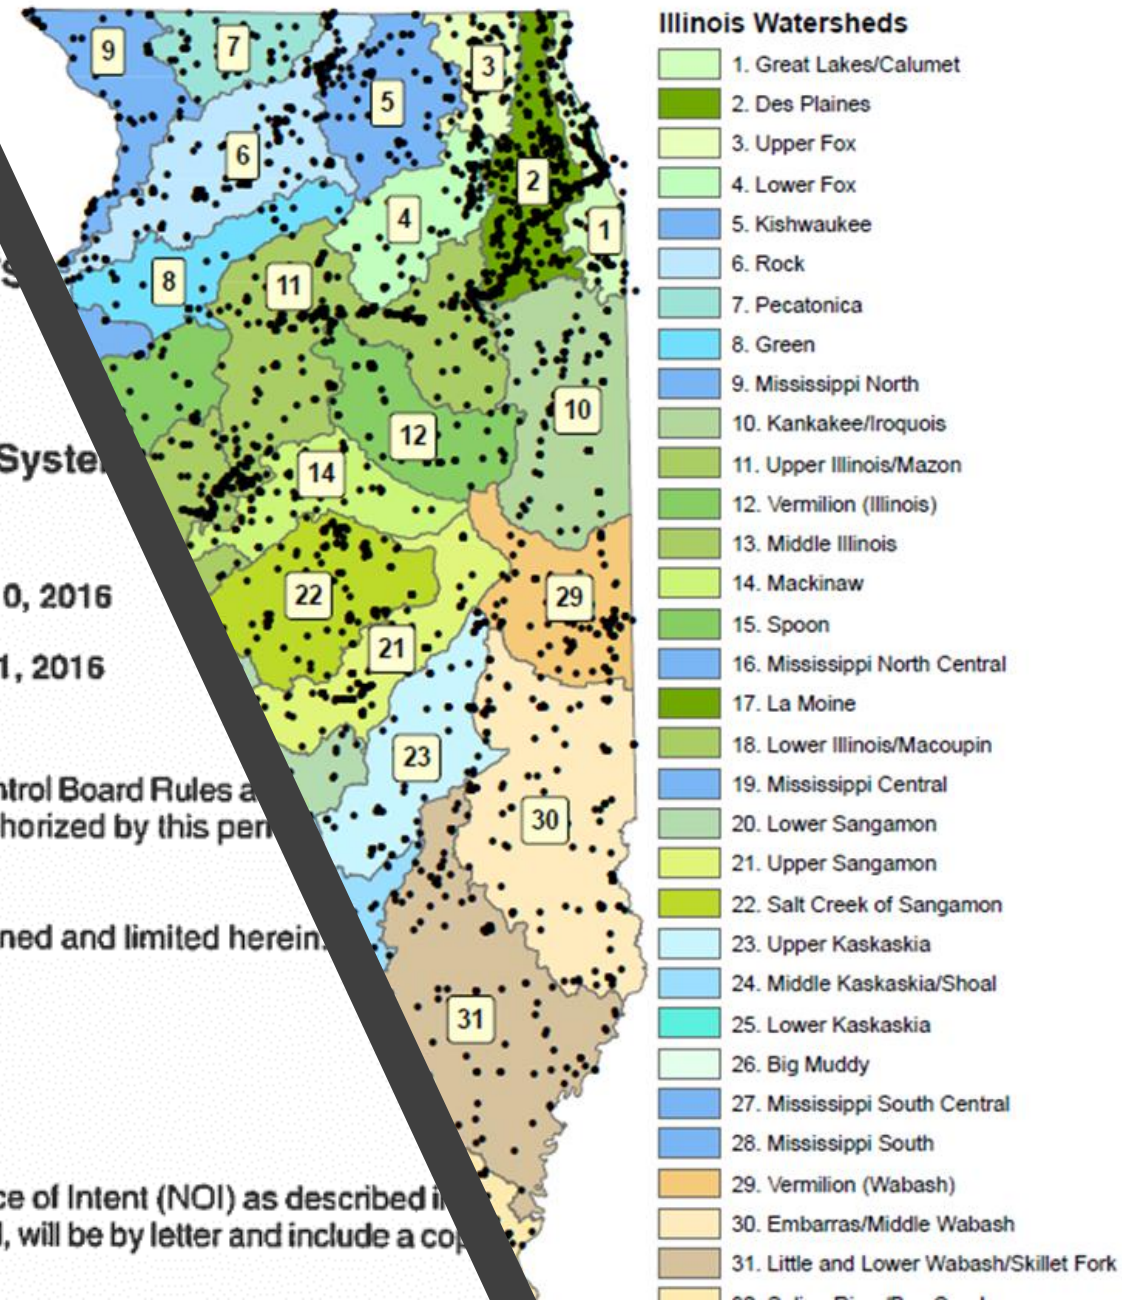 Syste
0, 2016
1, 2016
ntrol Board Rules a
horized by this per
ned and limited herein.
ce of Intent (NOI) as described i
, will be by letter and include a cop
9
7
3
5
6
2
4
1
8
11
10
12
14
22
29
21
23
30
31
Illinois Watersheds
1. Great Lakes/Calumet
2. Des Plaines
3. Upper Fox
4. Lower Fox
5. Kishwaukee
6. Rock
7. Pecatonica
8. Green
9. Mississippi North
10. Kankakee/Iroquois
11. Upper Illinois/Mazon
12. Vermilion (Illinois)
13. Middle Illinois
14. Mackinaw
15. Spoon
16. Mississippi North Central
17. La Moine
18. Lower Illinois/Macoupin
19. Mississippi Central
20. Lower Sangamon
21. Upper Sangamon
22. Salt Creek of Sangamon
23. Upper Kaskaskia
24. Middle Kaskaskia/Shoal
25. Lower Kaskaskia
26. Big Muddy
27. Mississippi South Central
28. Mississippi South
29. Vermilion (Wabash)
30. Embarras/Middle Wabash
31. Little and Lower Wabash/Skillet Fork